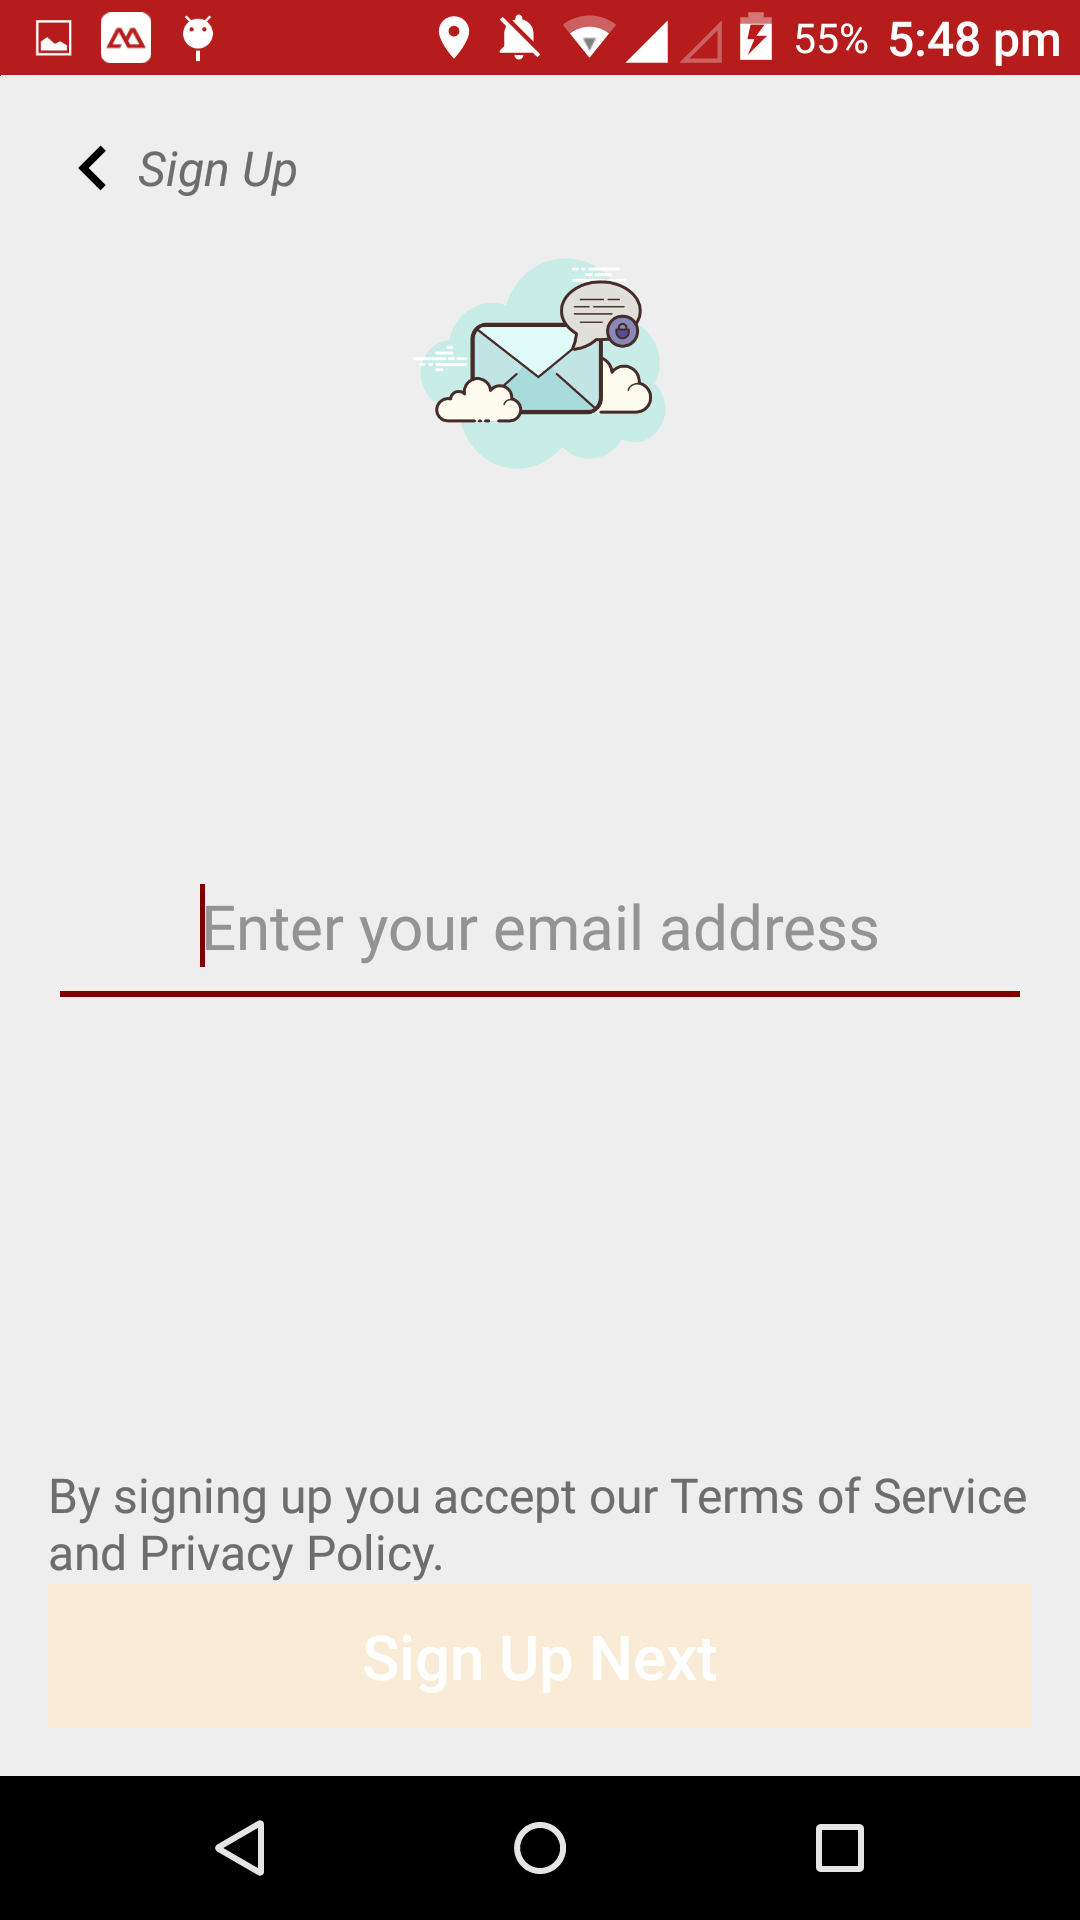 55% 5:48 pm
Sign Up
Enter your email address
By signing up you accept our Terms of Service
and Privacy Policy.
Sign Up Next